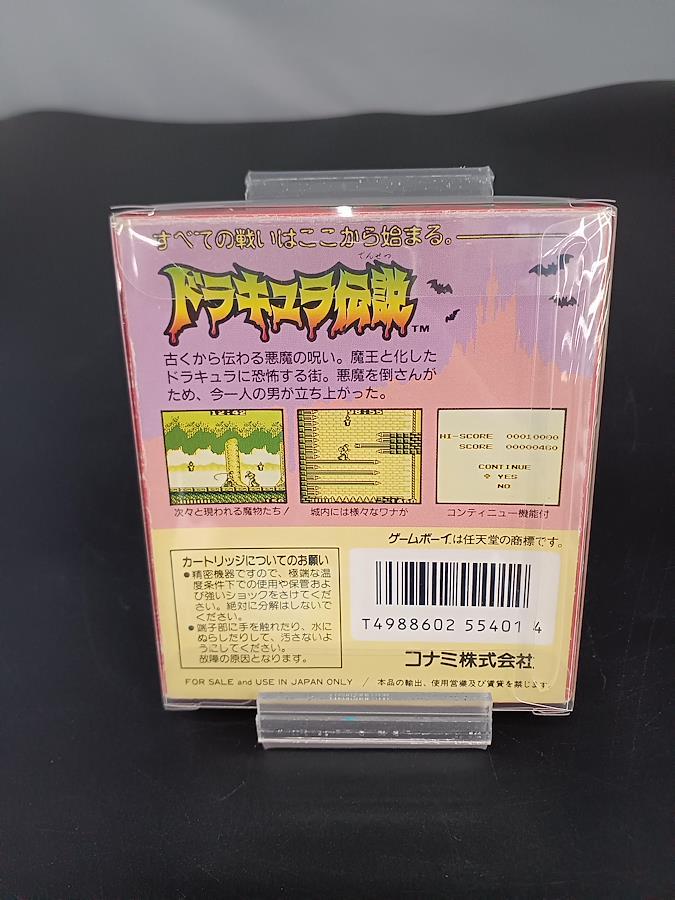 すべての戦いはここから始まる。
でんせつ
ドラキュラ伝説™
古くから伝わる悪魔の呪い。魔王と化した
ドラキュラに恐怖する街。悪魔を倒さんが
ため、今一人の男が立ち上がった。
12:42
HI-SCORE 00010000
SCORE 00000460
CONTINUE
YES
NO
次々と現われる魔物たち!
城内には様々なワナが
コンティニュー機能付
ゲームボーイは任天堂の商標です。
カートリッジについてのお願い
●精密機器ですので、極端な温
度条件下での使用や保管およ
び強いショックをさけてくだ
さい。絶対に分解はしないで
ください。
●端子部に手を触れたり、水に
ぬらしたりして、汚さないよ
うにしてください。
故障の原因となります。
T4988602 55401 4
コナミ株式会社
FOR SALE and USE IN JAPAN ONLY / 本品の輸出、使用営業及び賃貸を禁じます。